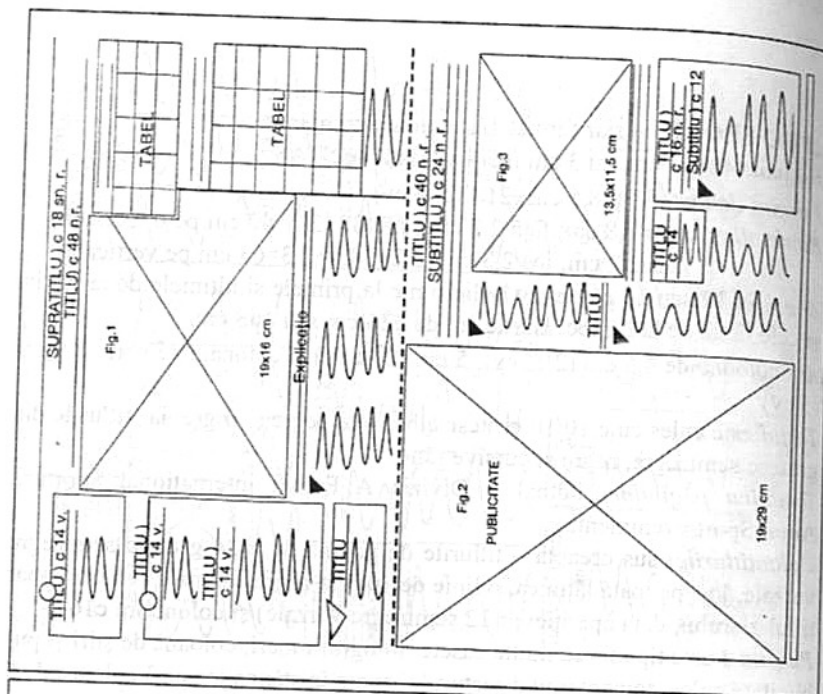 SUPRATITLU) c 18 sn. r.
TITLU) c 48 n r.
Fig.1
19x16 cm
Explicatie
TABEL
TABEL
TITLU) c 14 v.
TITLU)
c 14 v.
TITLU)
c 14 v.
TITLU
TITLU) c 40 n r.
SUBTITLU) c 24 n r.
Fig.2
PUBLICITATE
19x29 cm
Fig.3
13,5x11,5 cm
TITLU
TITLU
c 14
TITLU)
c 16 n r.
Subtitlu) c 12